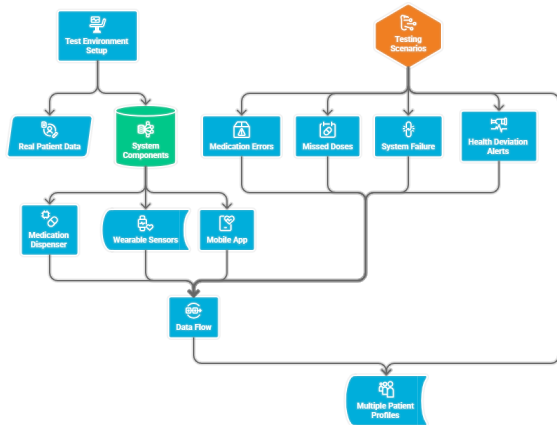 Test Environment
Setup
Testing
Scenarios
Real Patient Data
System
Components
Medication Errors
Missed Doses
System Failure
Health Deviation
Alerts
Medication
Dispenser
Wearable Sensors
Mobile App
Data Flow
Multiple Patient
Profiles